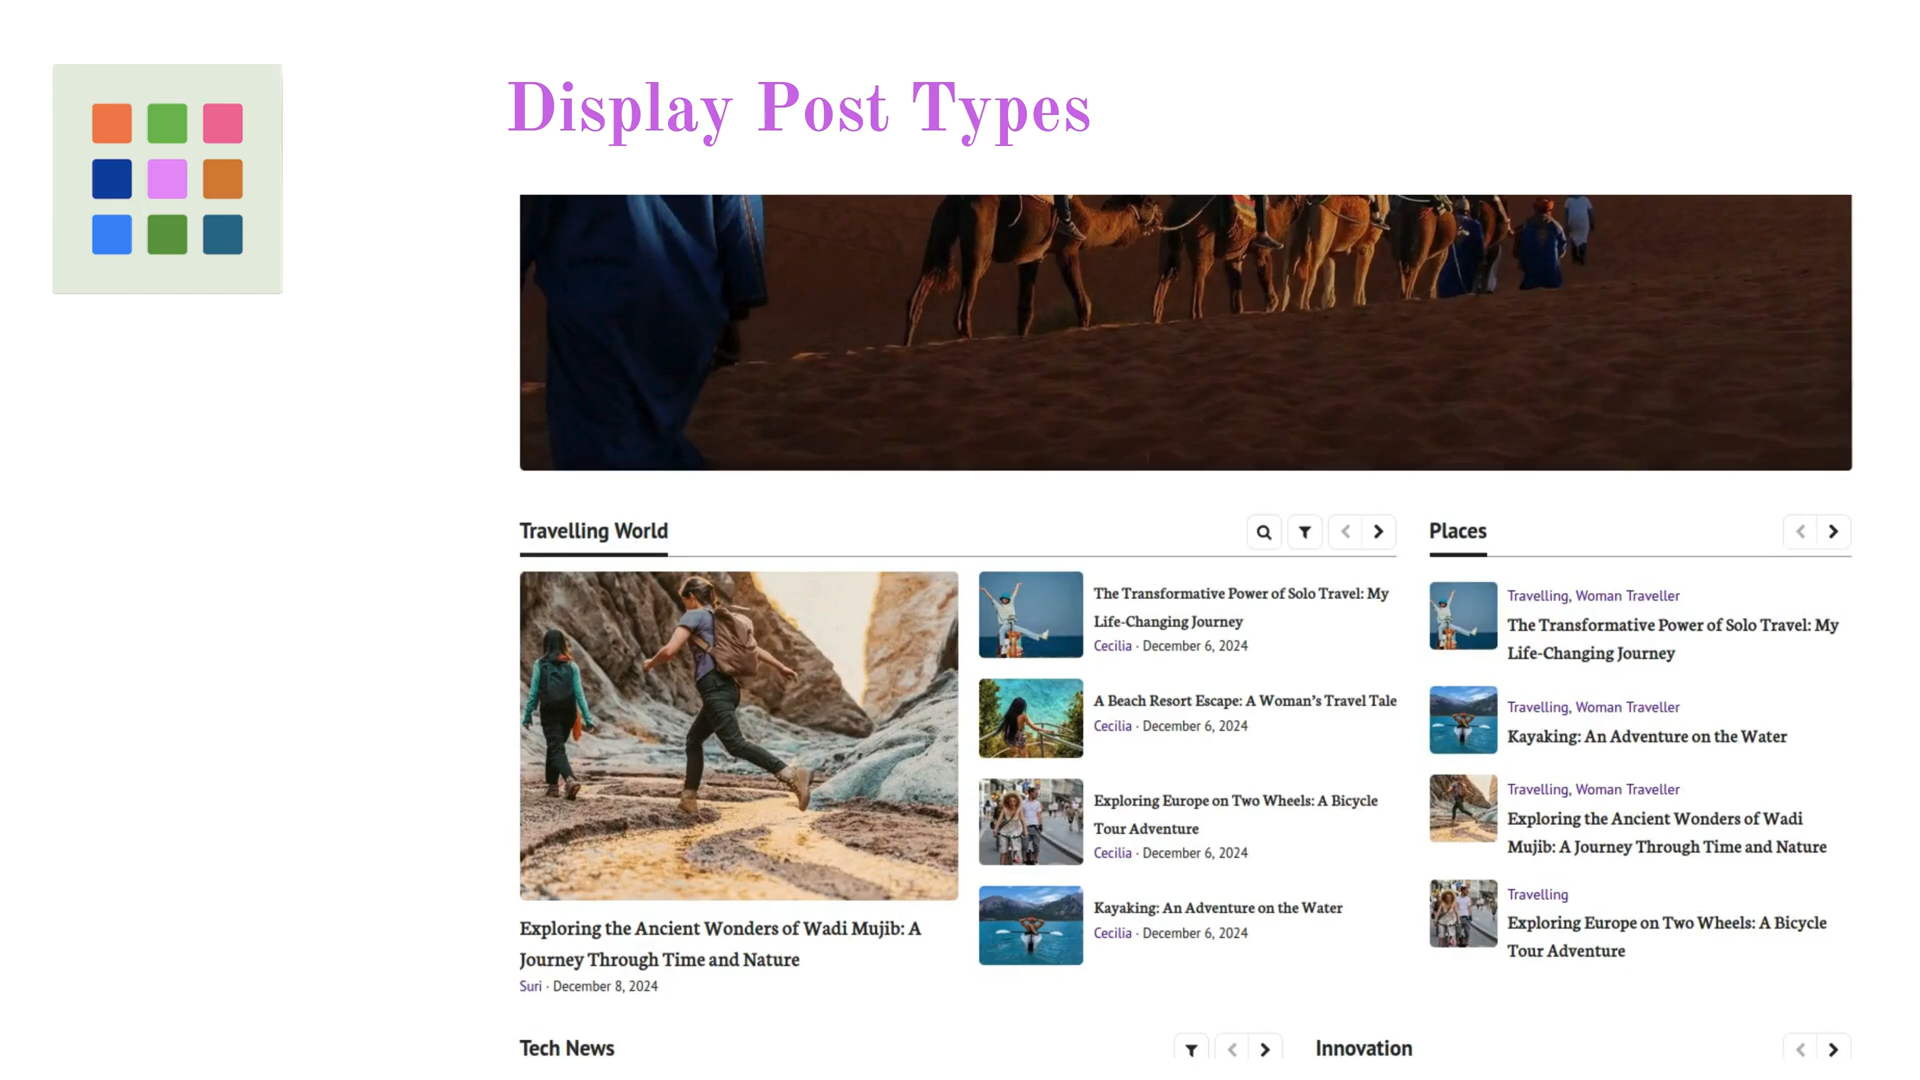 Display Post Types
Travelling World
Exploring the Ancient Wonders of Wadi Mujib: A
Journey Through Time and Nature
Suri · December 8, 2024
The Transformative Power of Solo Travel: My
Life-Changing Journey
Cecilia · December 6, 2024
A Beach Resort Escape: A Woman’s Travel Tale
Cecilia · December 6, 2024
Exploring Europe on Two Wheels: A Bicycle
Tour Adventure
Cecilia · December 6, 2024
Kayaking: An Adventure on the Water
Cecilia · December 6, 2024
Places
Travelling, Woman Traveller
The Transformative Power of Solo Travel: My
Life-Changing Journey
Travelling, Woman Traveller
Kayaking: An Adventure on the Water
Travelling, Woman Traveller
Exploring the Ancient Wonders of Wadi
Mujib: A Journey Through Time and Nature
Travelling
Exploring Europe on Two Wheels: A Bicycle
Tour Adventure
Tech News
Innovation